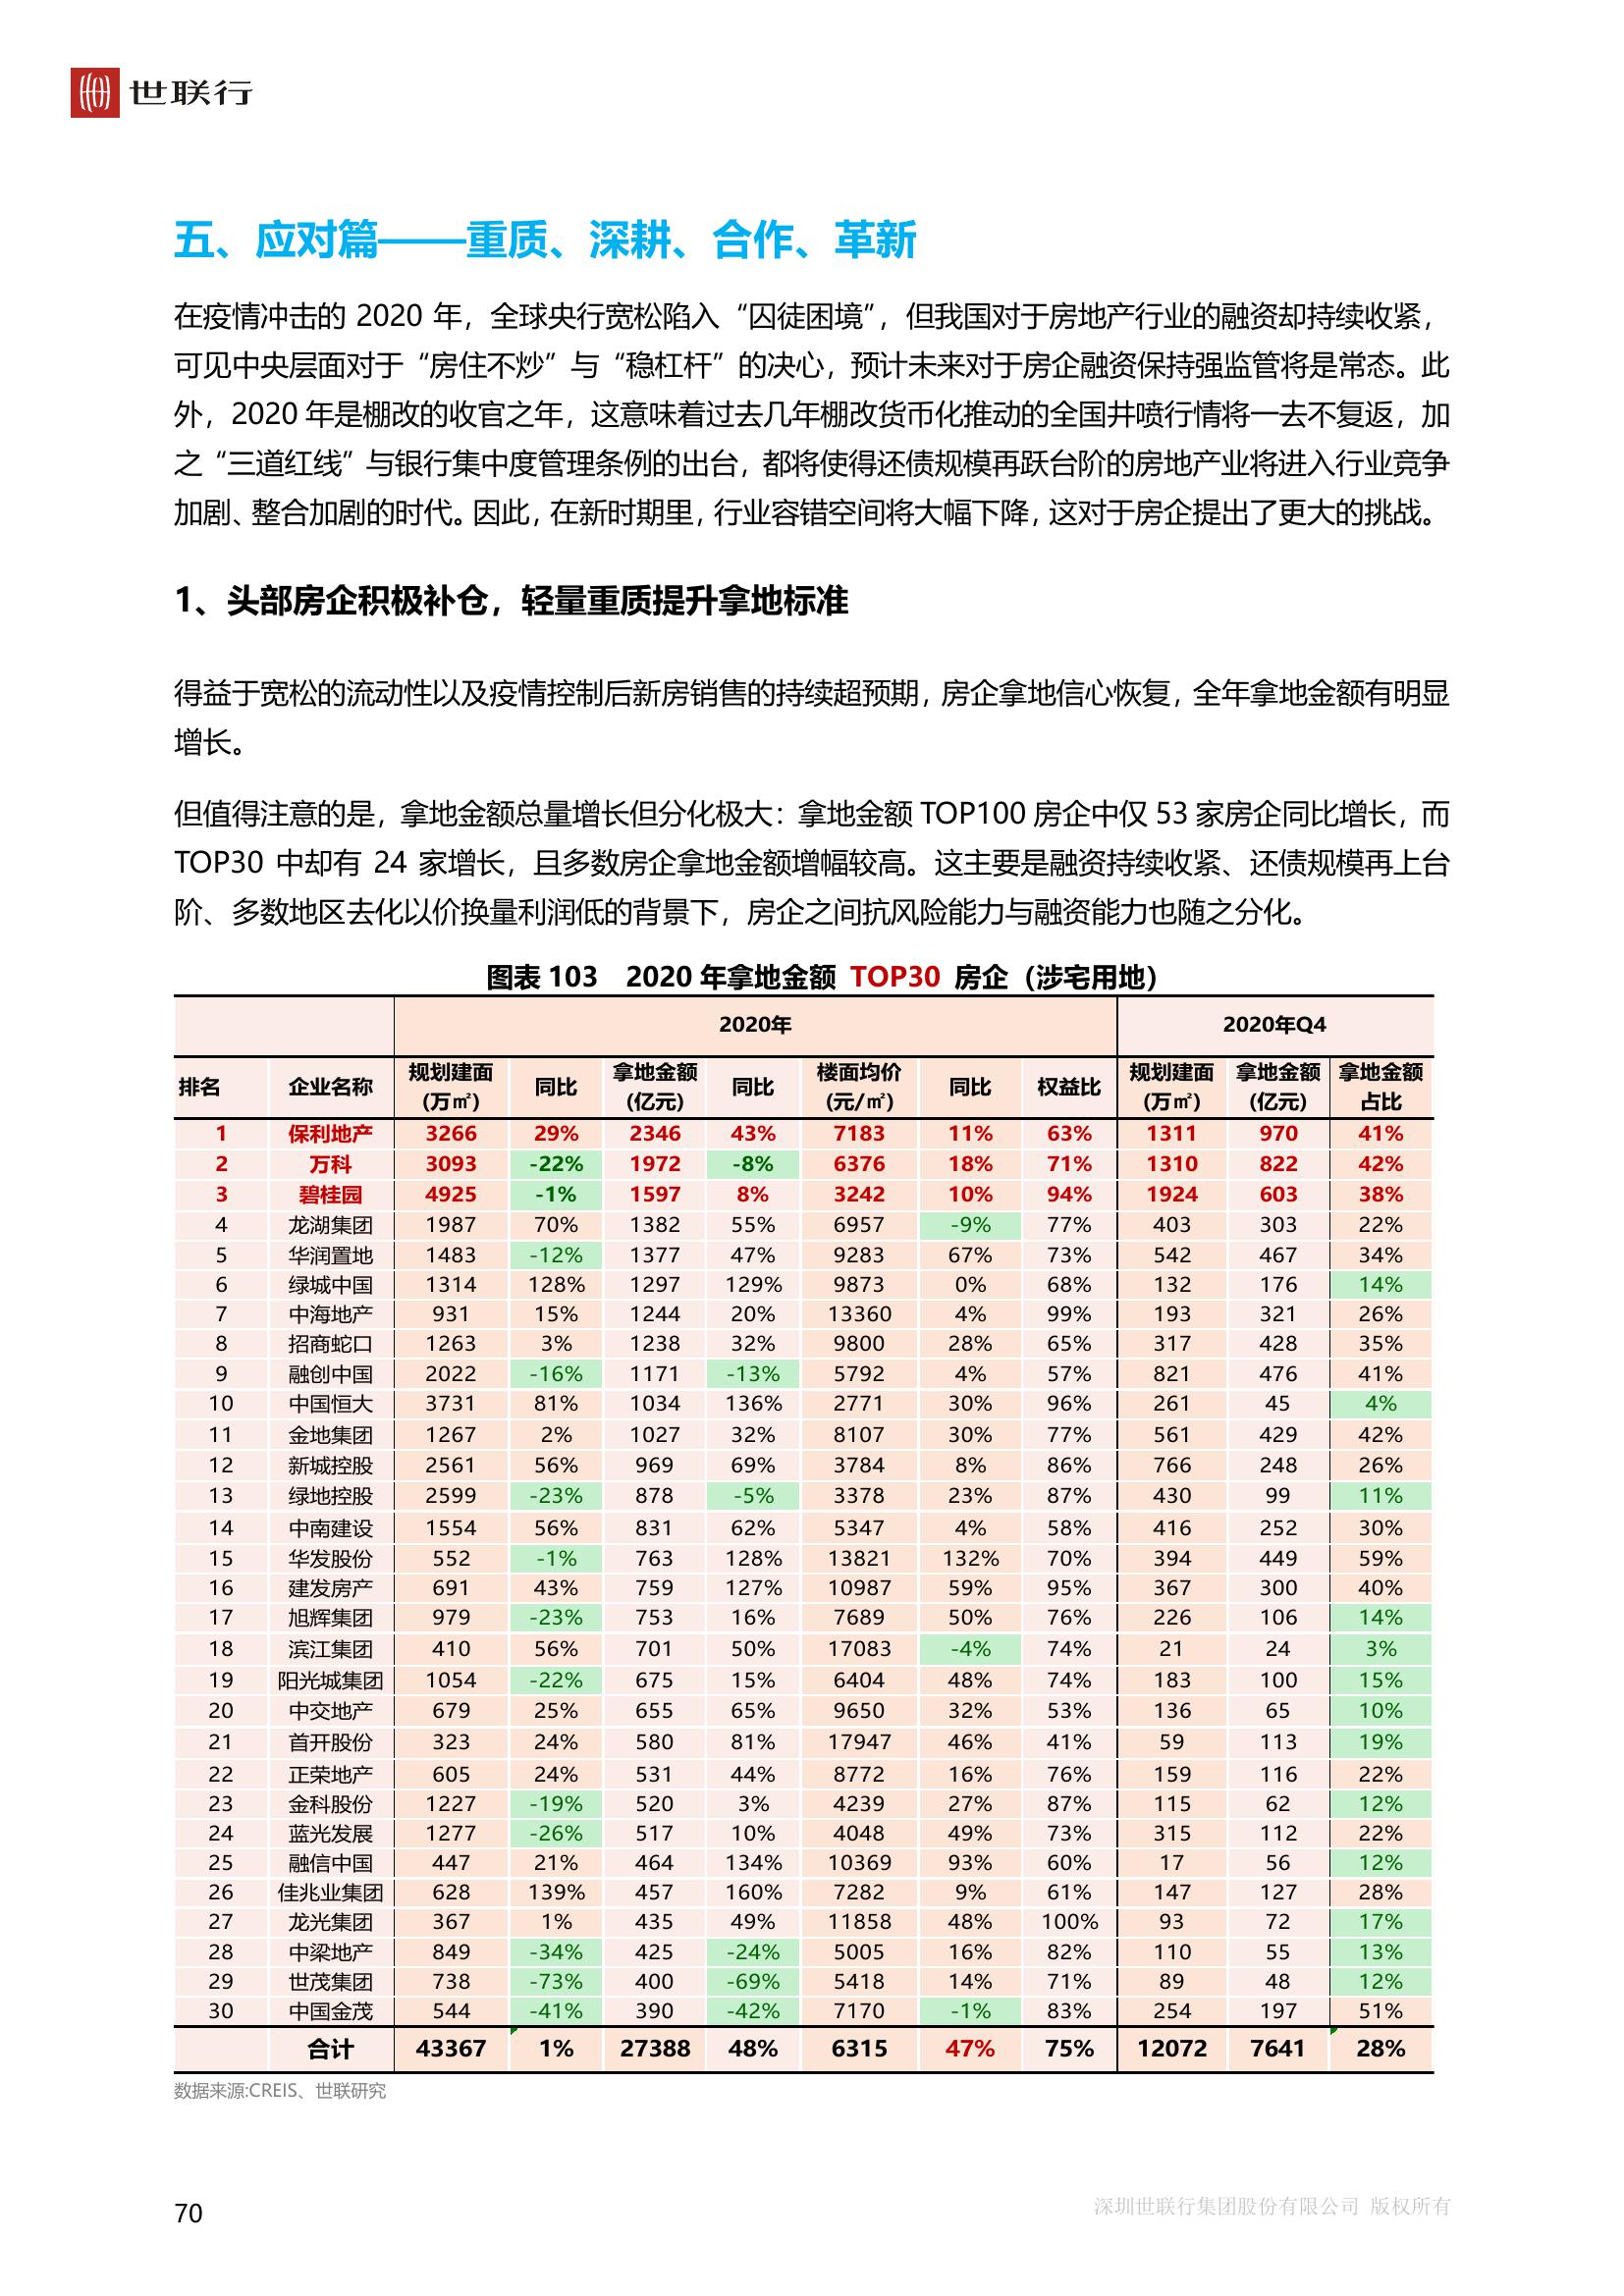 世联行
五、应对篇——重质、深耕、合作、革新
在疫情冲击的 2020 年，全球央行宽松陷入“囚徒困境”，但我国对于房地产行业的融资却持续收紧，
可见中央层面对于“房住不炒”与“稳杠杆”的决心，预计未来对于房企融资保持强监管将是常态。此
外，2020 年是棚改的收官之年，这意味着过去几年棚改货币化推动的全国井喷行情将一去不复返，加
之“三道红线”与银行集中度管理条例的出台，都将使得还债规模再跃台阶的房地产业将进入行业竞争
加剧、整合加剧的时代。因此，在新时期里，行业容错空间将大幅下降，这对于房企提出了更大的挑战。
1、头部房企积极补仓，轻量重质提升拿地标准
得益于宽松的流动性以及疫情控制后新房销售的持续超预期，房企拿地信心恢复，全年拿地金额有明显
增长。
但值得注意的是，拿地金额总量增长但分化极大：拿地金额 TOP100 房企中仅 53 家房企同比增长，而
TOP30 中却有 24 家增长，且多数房企拿地金额增幅较高。这主要是融资持续收紧、还债规模再上台
阶、多数地区去化以价换量利润低的背景下，房企之间抗风险能力与融资能力也随之分化。
图表 103 2020 年拿地金额 TOP30 房企（涉宅用地）
2020年 2020年Q4
排名 企业名称 规划建面(万㎡) 同比 拿地金额(亿元) 同比 楼面均价(元/㎡) 同比 权益比 规划建面(万㎡) 拿地金额(亿元) 拿地金额占比
1 保利地产 3266 29% 2346 43% 7183 11% 63% 1311 970 41%
2 万科 3093 -22% 1972 -8% 6376 18% 71% 1310 822 42%
3 碧桂园 4925 -1% 1597 8% 3242 10% 94% 1924 603 38%
4 龙湖集团 1987 70% 1382 55% 6957 -9% 77% 403 303 22%
5 华润置地 1483 -12% 1377 47% 9283 67% 73% 542 467 34%
6 绿城中国 1314 128% 1297 129% 9873 0% 68% 132 176 14%
7 中海地产 931 15% 1244 20% 13360 4% 99% 193 321 26%
8 招商蛇口 1263 3% 1238 32% 9800 28% 65% 317 428 35%
9 融创中国 2022 -16% 1171 -13% 5792 4% 57% 821 476 41%
10 中国恒大 3731 81% 1034 136% 2771 30% 96% 261 45 4%
11 金地集团 1267 2% 1027 32% 8107 30% 77% 561 429 42%
12 新城控股 2561 56% 969 69% 3784 8% 86% 766 248 26%
13 绿地控股 2599 -23% 878 -5% 3378 23% 87% 430 99 11%
14 中南建设 1554 56% 831 62% 5347 4% 58% 416 252 30%
15 华发股份 552 -1% 763 128% 13821 132% 70% 394 449 59%
16 建发房产 691 43% 759 127% 10987 59% 95% 367 300 40%
17 旭辉集团 979 -23% 753 16% 7689 50% 76% 226 106 14%
18 滨江集团 410 56% 701 50% 17083 -4% 74% 21 24 3%
19 阳光城集团 1054 -22% 675 15% 6404 48% 74% 183 100 15%
20 中交地产 679 25% 655 65% 9650 32% 53% 136 65 10%
21 首开股份 323 24% 580 81% 17947 46% 41% 59 113 19%
22 正荣地产 605 24% 531 44% 8772 16% 76% 159 116 22%
23 金科股份 1227 -19% 520 3% 4239 27% 87% 115 62 12%
24 蓝光发展 1277 -26% 517 10% 4048 49% 73% 315 112 22%
25 融信中国 447 21% 464 134% 10369 93% 60% 17 56 12%
26 佳兆业集团 628 139% 457 160% 7282 9% 61% 147 127 28%
27 龙光集团 367 1% 435 49% 11858 48% 100% 93 72 17%
28 中梁地产 849 -34% 425 -24% 5005 16% 82% 110 55 13%
29 世茂集团 738 -73% 400 -69% 5418 14% 71% 89 48 12%
30 中国金茂 544 -41% 390 -42% 7170 -1% 83% 254 197 51%
合计 43367 1% 27388 48% 6315 47% 75% 12072 7641 28%
数据来源:CREIS、世联研究
70
深圳世联行集团股份有限公司 版权所有